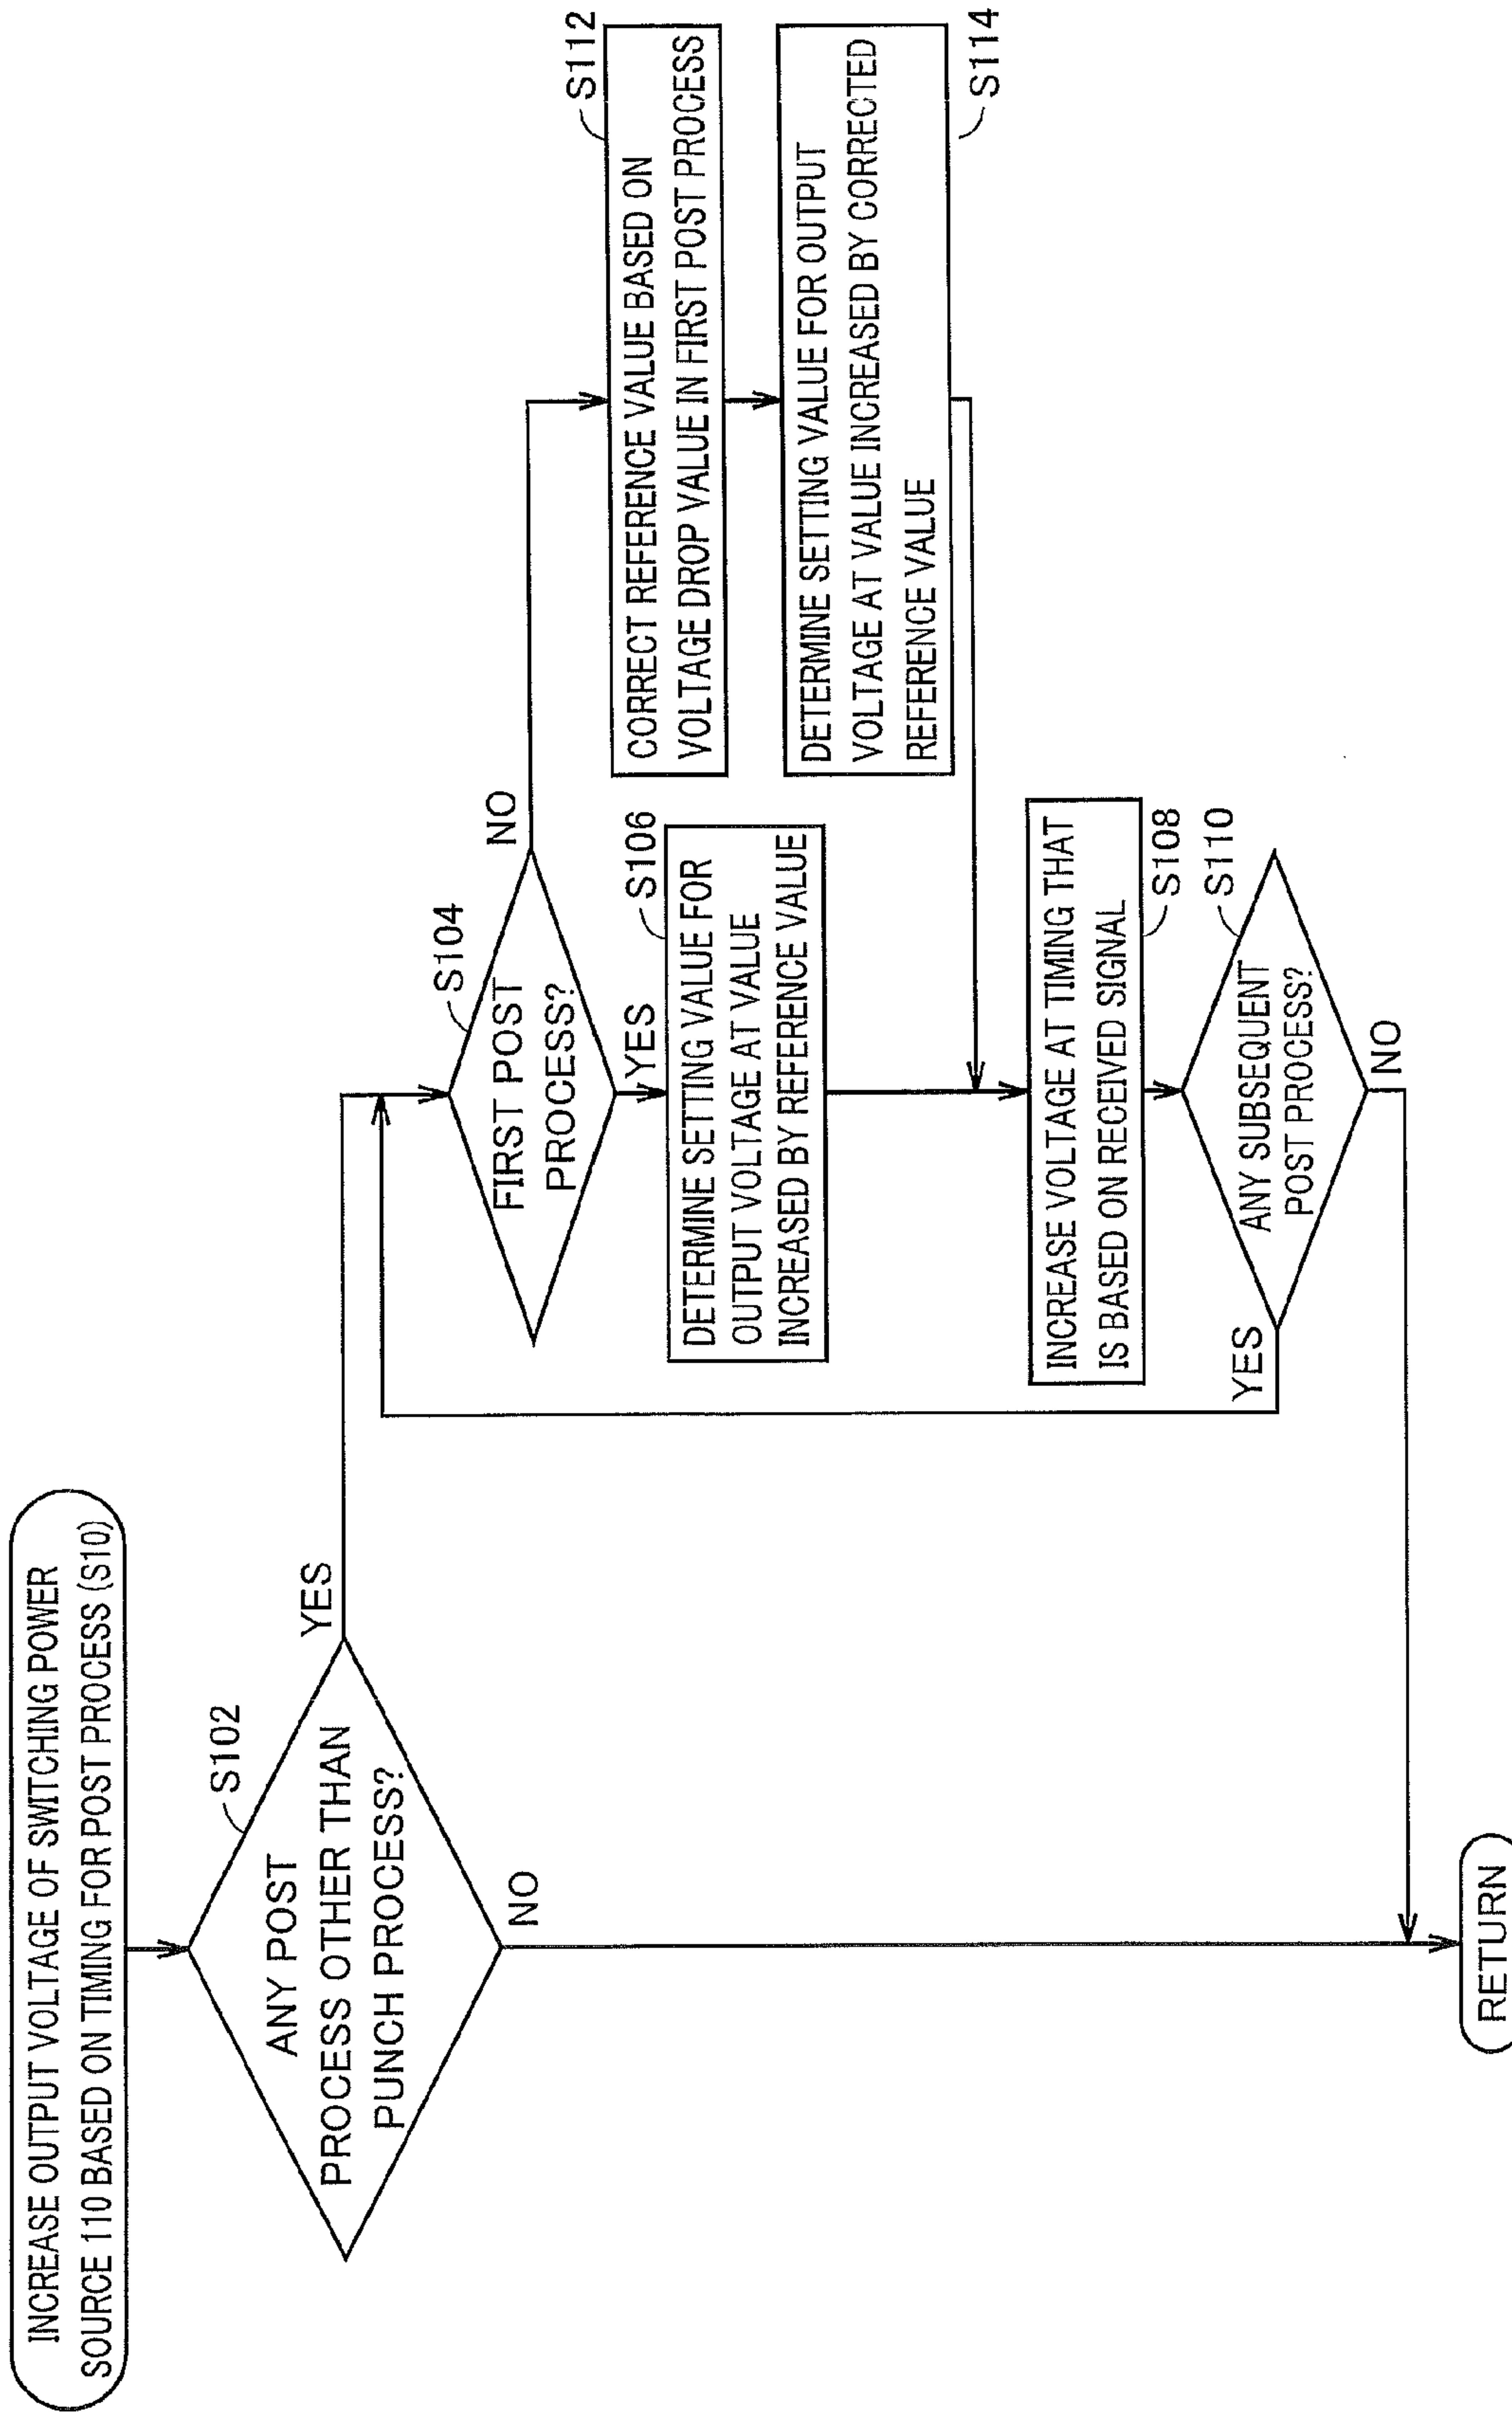 INCREASE OUTPUT VOLTAGE OF SWITCHING POWER
SOURCE 110 BASED ON TIMING FOR POST PROCESS (S10)
S102
ANY POST
PROCESS OTHER THAN
PUNCH PROCESS?
YES
NO
S104
FIRST POST
PROCESS?
NO
YES
S106
DETERMINE SETTING VALUE FOR
OUTPUT VOLTAGE AT VALUE
INCREASED BY REFERENCE VALUE
S112
CORRECT REFERENCE VALUE BASED ON
VOLTAGE DROP VALUE IN FIRST POST PROCESS
DETERMINE SETTING VALUE FOR OUTPUT
VOLTAGE AT VALUE INCREASED BY CORRECTED
REFERENCE VALUE
S114
INCREASE VOLTAGE AT TIMING THAT
IS BASED ON RECEIVED SIGNAL
S108
S110
ANY SUBSEQUENT
POST PROCESS?
YES
NO
RETURN